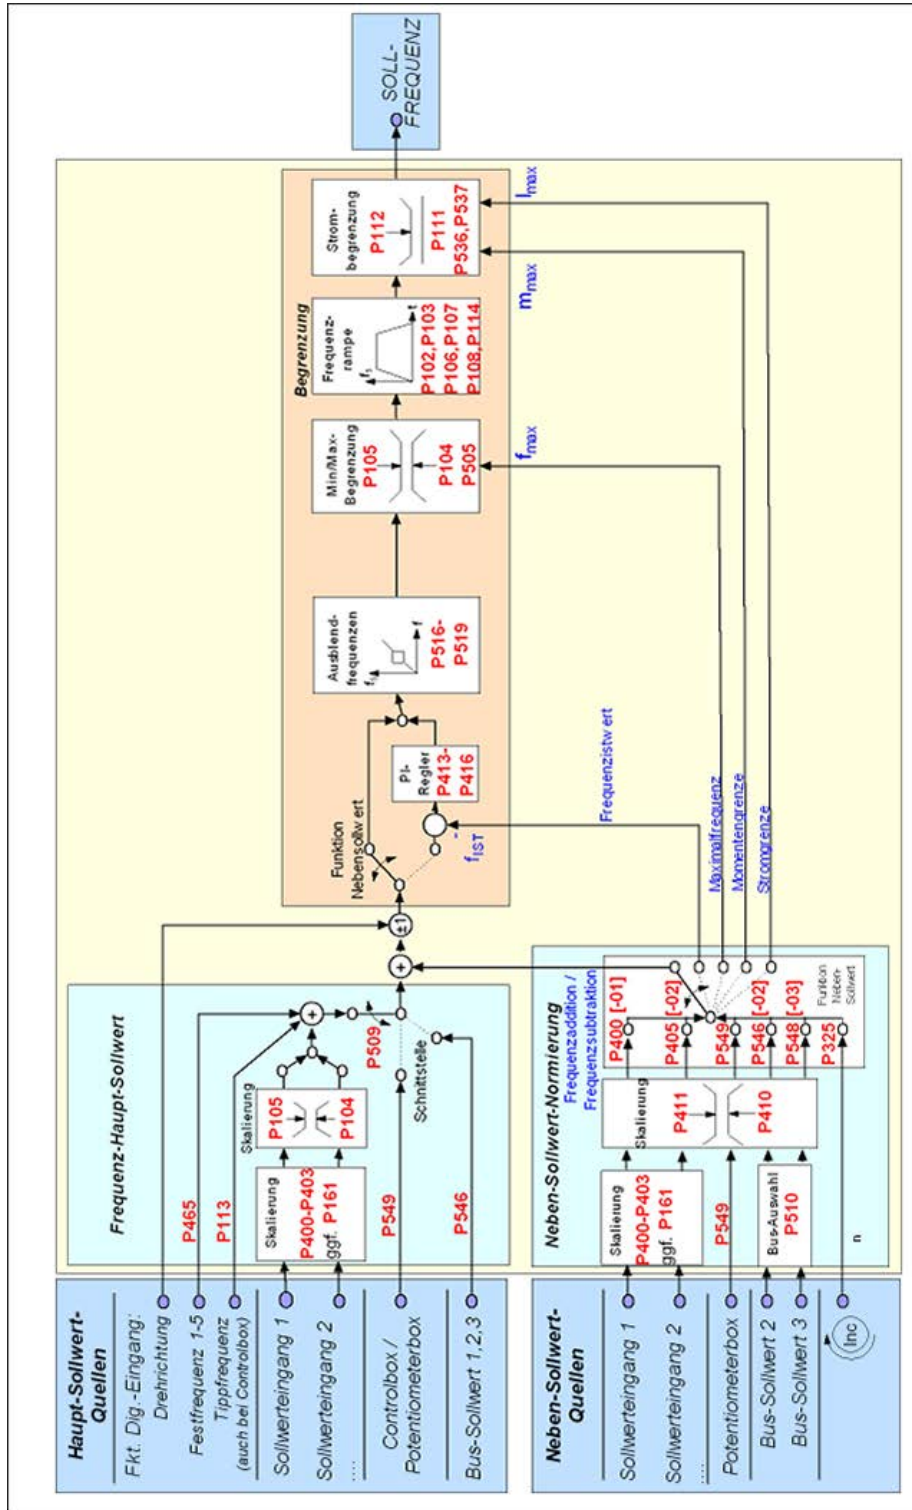 Haupt-Sollwert-
Quellen
Fkt. Dig.-Eingang:
Drehrichtung
Festfrequenz 1-5
Tippfrequenz
(auch bei Controlbox)
Sollwerteingang 1
Sollwerteingang 2
....
Controlbox /
Potentiometerbox
Bus-Sollwert 1,2,3
Frequenz-Haupt-Sollwert
P465
P113
Skalierung
P400-P403
ggf. P161
P549
P546
Skalierung
P105
P104
+
P509
Schnittstelle
+
±1
Begrenzung
Funktion
Nebensollwert
-
fIST
PI-
Regler
P413-
P416
Ausblend-
frequenzen
fs
f
P516-
P519
Min/Max-
Begrenzung
P105
P104
P505
Frequenz-
rampe
fs
t
P102,P103
P106,P107
P108,P114
Strom-
begrenzung
P112
P111
P536,P537
SOLL-
FREQUENZ
fmax
mmax
Imax
Neben-Sollwert-
Quellen
Sollwerteingang 1
Sollwerteingang 2
....
Potentiometerbox
Bus-Sollwert 2
Bus-Sollwert 3
Inc
Neben-Sollwert-Normierung
Skalierung
P400-P403
ggf. P161
P549
Bus-Auswahl
P510
n
Skalierung
P411
P410
Frequenzaddition /
Frequenzsubtraktion
P400 [-01]
P405 [-02]
P549
P546 [-02]
P548 [-03]
P325
Funktion
Neben-
Sollwert
Frequenzistwert
Maximalfrequenz
Momentengrenze
Stromgrenze